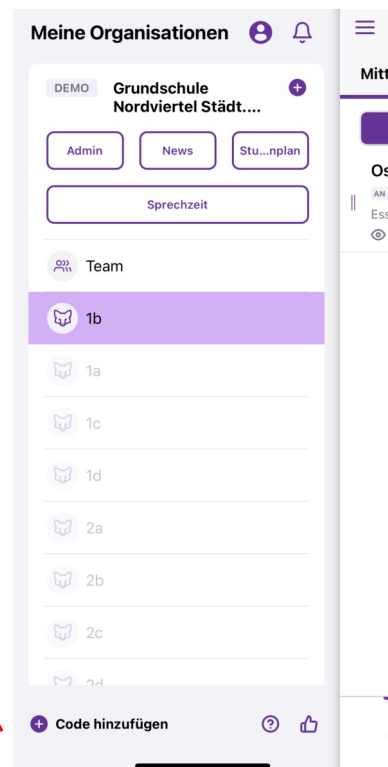 Meine Organisationen
DEMO Grundschule
Nordviertel Städt....
Admin News Stu...nplan
Sprechzeit
Team
1b
1a
1c
1d
2a
2b
2c
2d
Code hinzufügen
Mitt
Os
AN
Ess